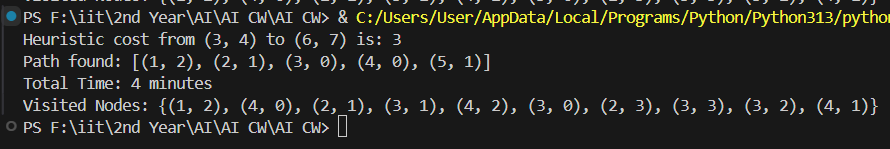 PS F:\iit\2nd Year\AI\AI CW\AI CW> & C:/Users/User/AppData/Local/Programs/Python/Python313/python
Heuristic cost from (3, 4) to (6, 7) is: 3
Path found: [(1, 2), (2, 1), (3, 0), (4, 0), (5, 1)]
Total Time: 4 minutes
Visited Nodes: {(1, 2), (4, 0), (2, 1), (3, 1), (4, 2), (3, 0), (2, 3), (3, 3), (3, 2), (4, 1)}
PS F:\iit\2nd Year\AI\AI CW\AI CW>